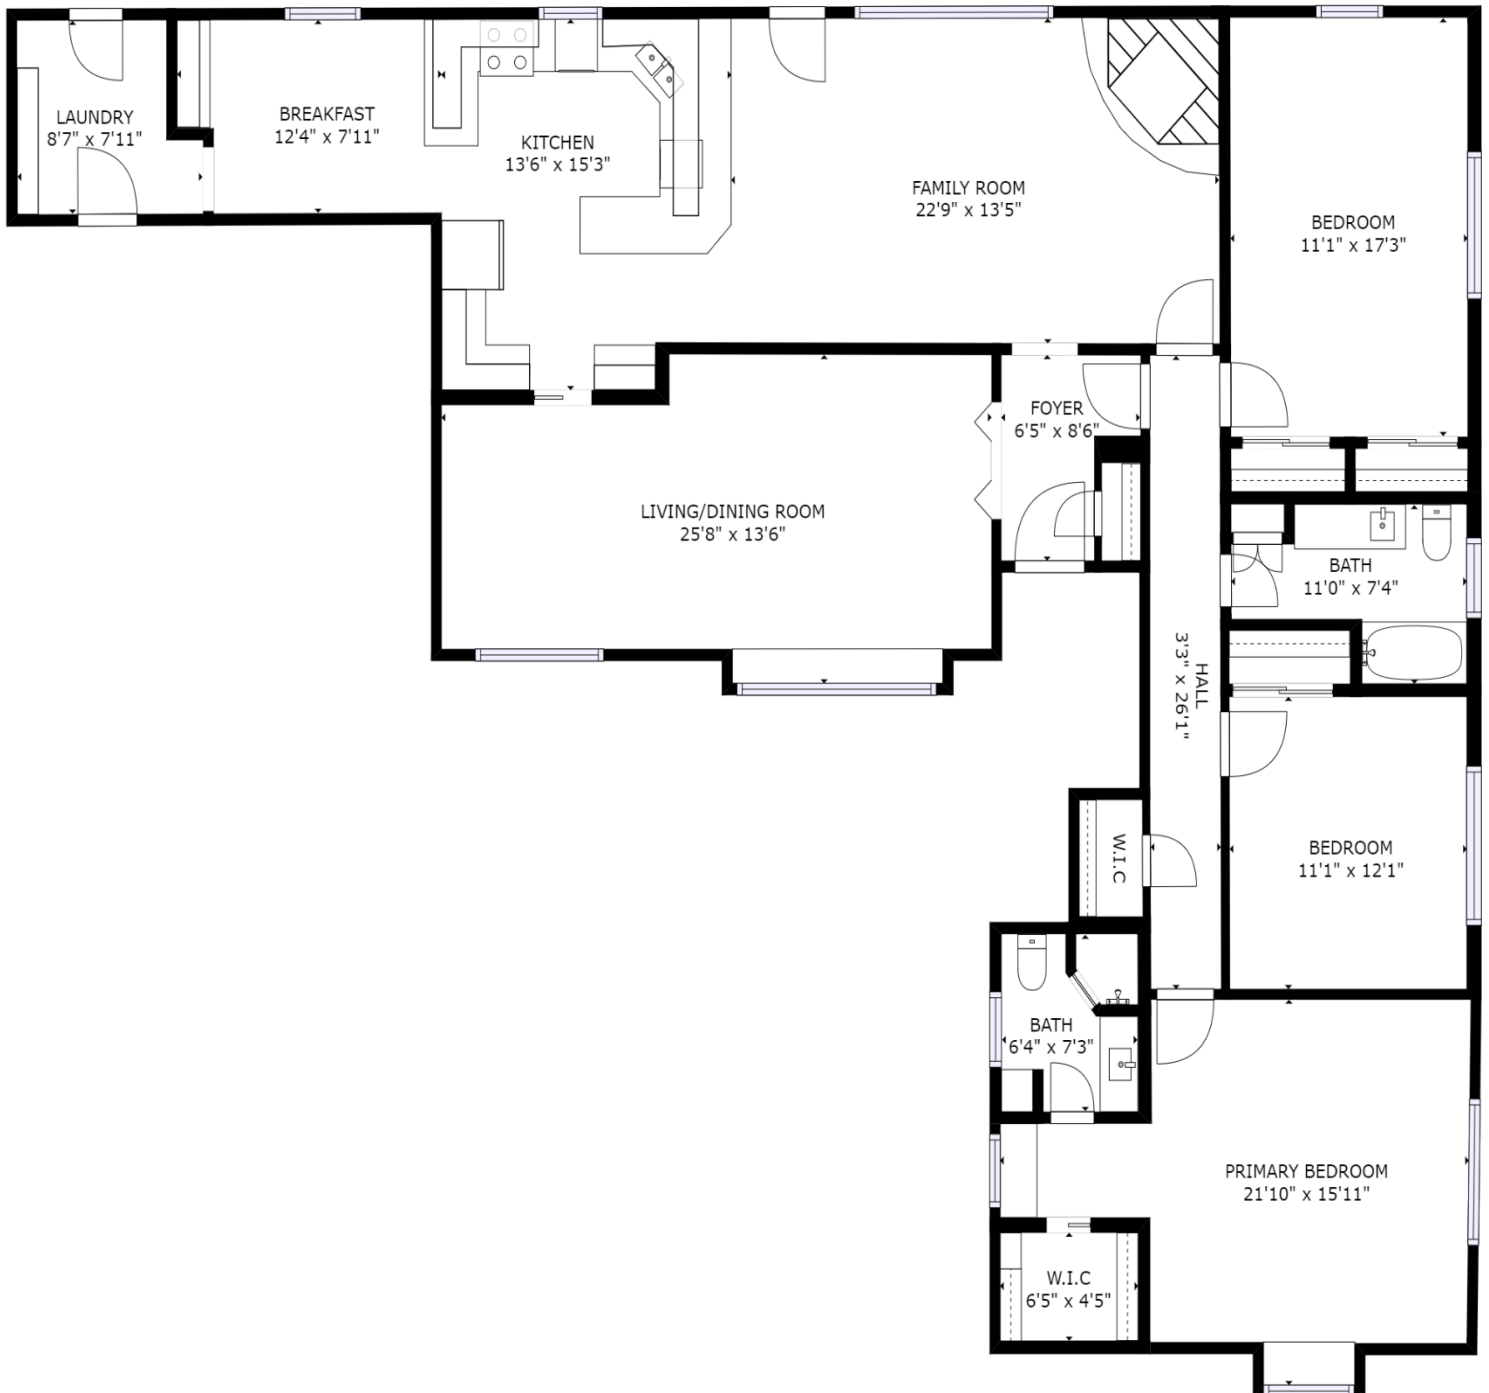 LAUNDRY
8'7" x 7'11"
BREAKFAST
12'4" x 7'11"
KITCHEN
13'6" x 15'3"
FAMILY ROOM
22'9" x 13'5"
BEDROOM
11'1" x 17'3"
FOYER
6'5" x 8'6"
LIVING/DINING ROOM
25'8" x 13'6"
BATH
11'0" x 7'4"
HALL
3'3" x 26'1"
W.I.C
BEDROOM
11'1" x 12'1"
BATH
6'4" x 7'3"
PRIMARY BEDROOM
21'10" x 15'11"
W.I.C
6'5" x 4'5"